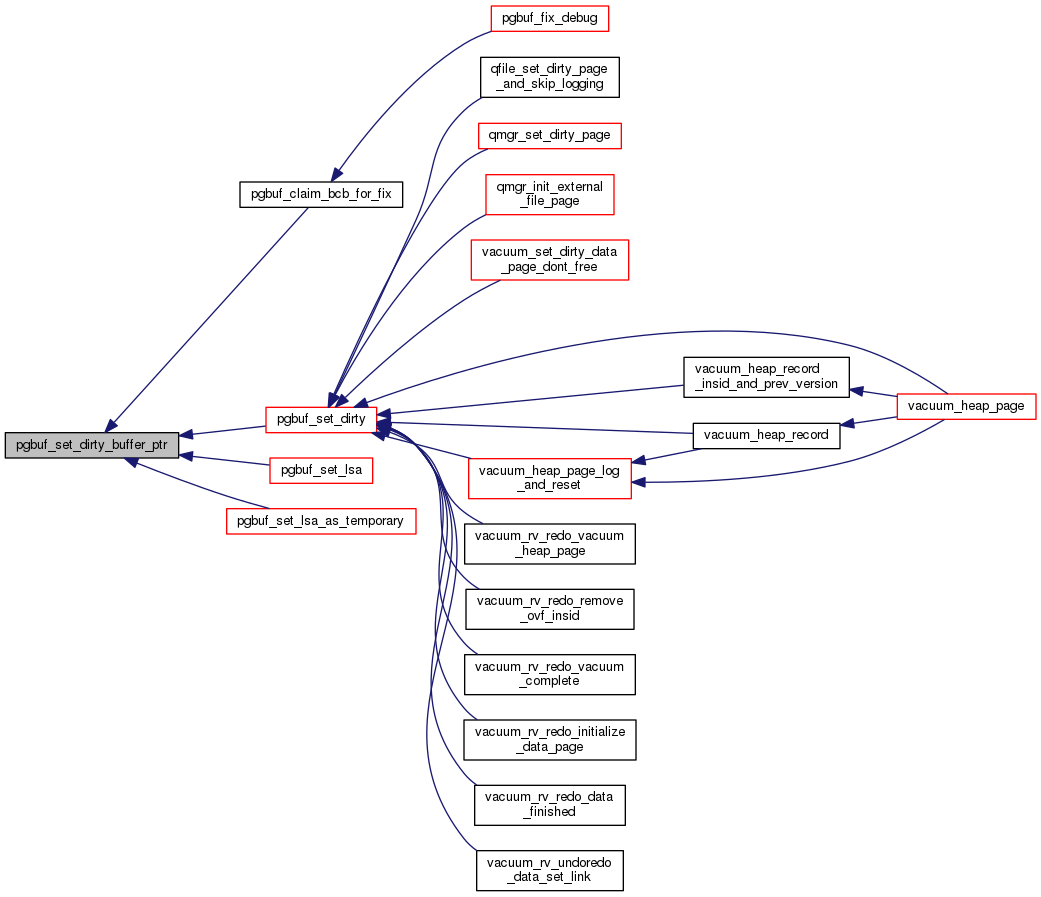 pgbuf_fix_debug
qfile_set_dirty_page
_and_skip_logging
qmgr_set_dirty_page
pgbuf_claim_bcb_for_fix
qmgr_init_external
_file_page
vacuum_set_dirty_data
_page_dont_free
vacuum_heap_record
_insid_and_prev_version
vacuum_heap_page
pgbuf_set_dirty
vacuum_heap_record
pgbuf_set_dirty_buffer_ptr
pgbuf_set_lsa
vacuum_heap_page_log
_and_reset
pgbuf_set_lsa_as_temporary
vacuum_rv_redo_vacuum
_heap_page
vacuum_rv_redo_remove
_ovf_insid
vacuum_rv_redo_vacuum
_complete
vacuum_rv_redo_initialize
_data_page
vacuum_rv_redo_data
_finished
vacuum_rv_undoredo
_data_set_link